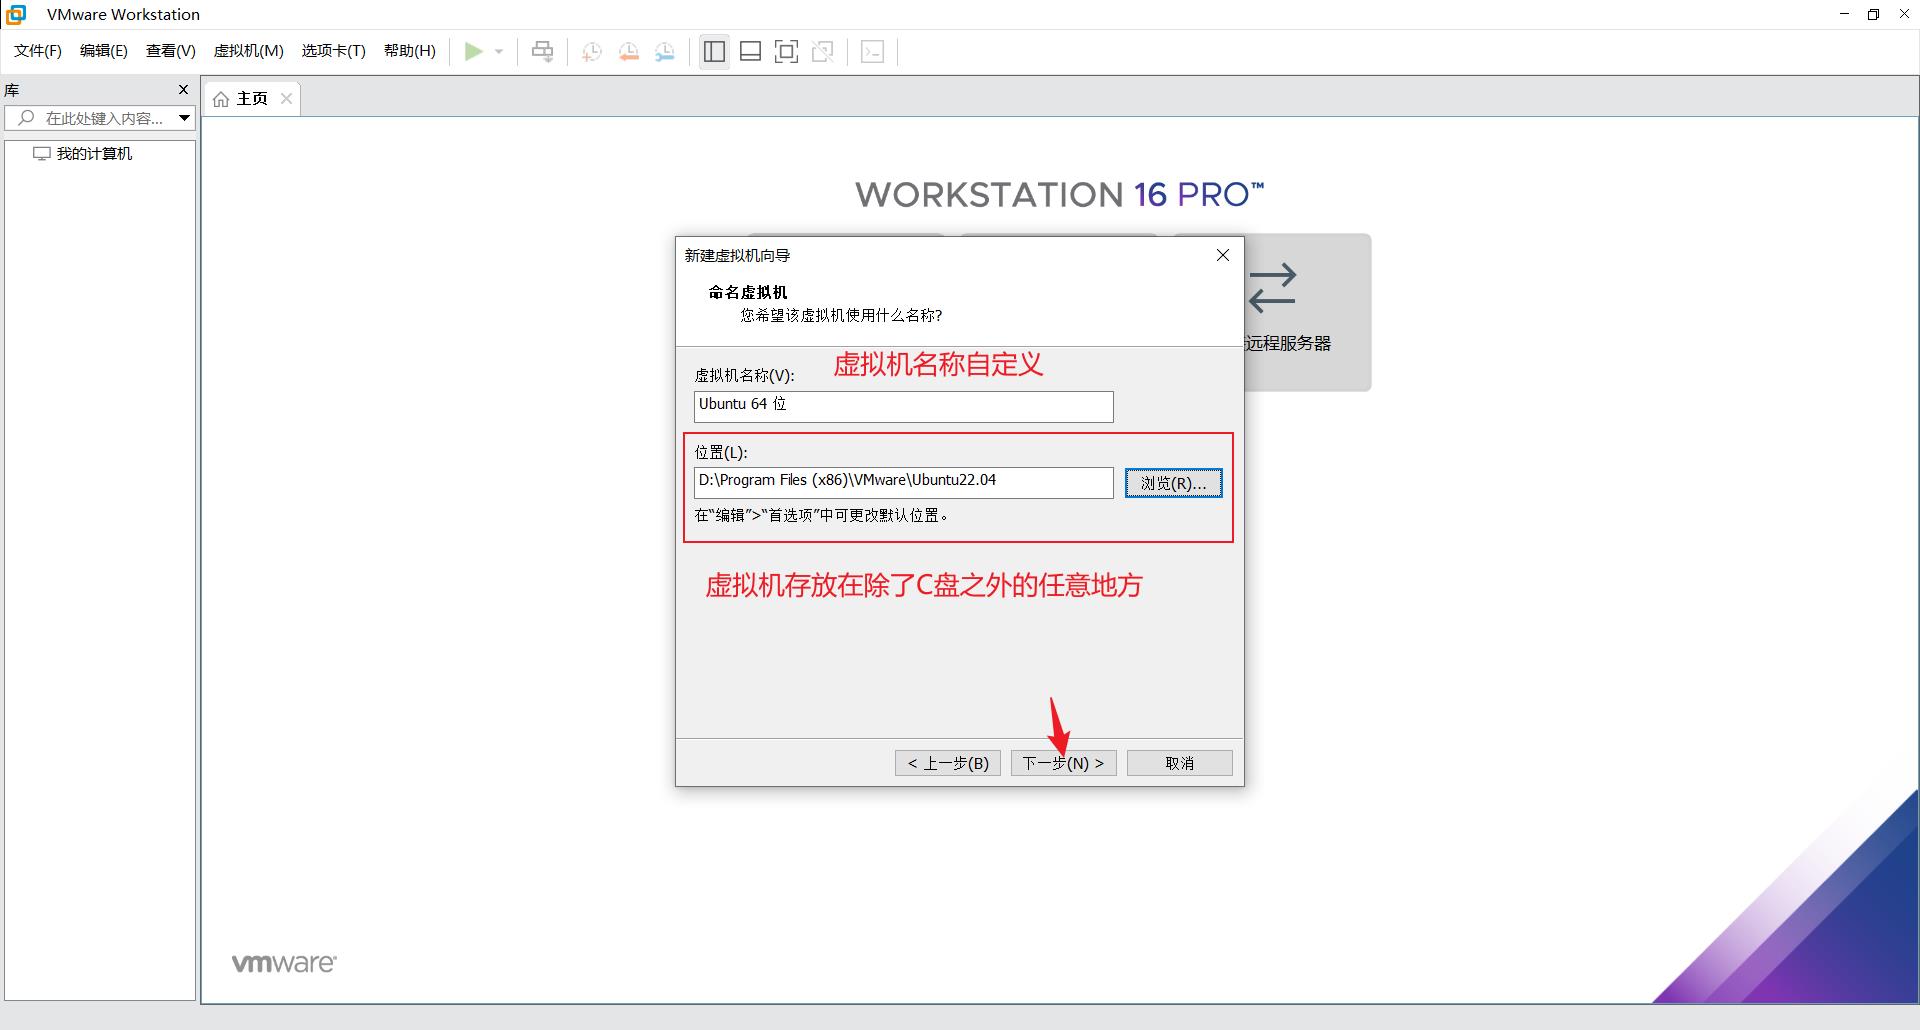 VMware Workstation
文件(F) 编辑(E) 查看(V) 虚拟机(M) 选项卡(T) 帮助(H)
库
主页
在此处键入内容...
我的计算机
WORKSTATION 16 PRO™
新建虚拟机向导
命名虚拟机
您希望该虚拟机使用什么名称?
远程服务器
虚拟机名称自定义
虚拟机名称(V):
Ubuntu 64 位
位置(L):
D:\Program Files (x86)\VMware\Ubuntu22.04
浏览(R)...
在“编辑”>“首选项”中可更改默认位置。
虚拟机存放在除了C盘之外的任意地方
< 上一步(B) 下一步(N) > 取消
vmware